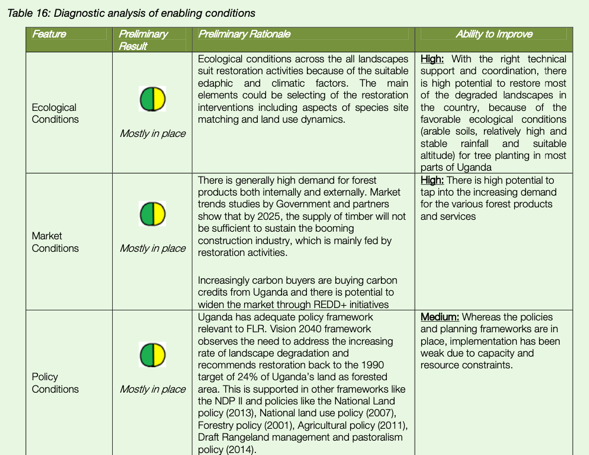 Table 16: Diagnostic analysis of enabling conditions
Feature
Preliminary
Result
Preliminary Rationale
Ability to Improve
Ecological
Conditions
Mostly in place
Ecological conditions across the all landscapes
suit restoration activities because of the suitable
edaphic and climatic factors. The main
elements could be selecting of the restoration
interventions including aspects of species site
matching and land use dynamics.
High: With the right technical
support and coordination, there
is high potential to restore most
of the degraded landscapes in
the country, because of the
favorable ecological conditions
(arable soils, relatively high and
stable rainfall and suitable
altitude) for tree planting in most
parts of Uganda
Market
Conditions
Mostly in place
There is generally high demand for forest
products both internally and externally. Market
trends studies by Government and partners
show that by 2025, the supply of timber will not
be sufficient to sustain the booming
construction industry, which is mainly fed by
restoration activities.
Increasingly carbon buyers are buying carbon
credits from Uganda and there is potential to
widen the market through REDD+ initiatives
High: There is high potential to
tap into the increasing demand
for the various forest products
and services
Policy
Conditions
Mostly in place
Uganda has adequate policy framework
relevant to FLR. Vision 2040 framework
observes the need to address the increasing
rate of landscape degradation and
recommends restoration back to the 1990
target of 24% of Uganda's land as forested
area. This is supported in other frameworks like
the NDP II and policies like the National Land
policy (2013), National land use policy (2007),
Forestry policy (2001), Agricultural policy (2011),
Draft Rangeland management and pastoralism
policy (2014).
Medium: Whereas the policies
and planning frameworks are in
place, implementation has been
weak due to capacity and
resource constraints.